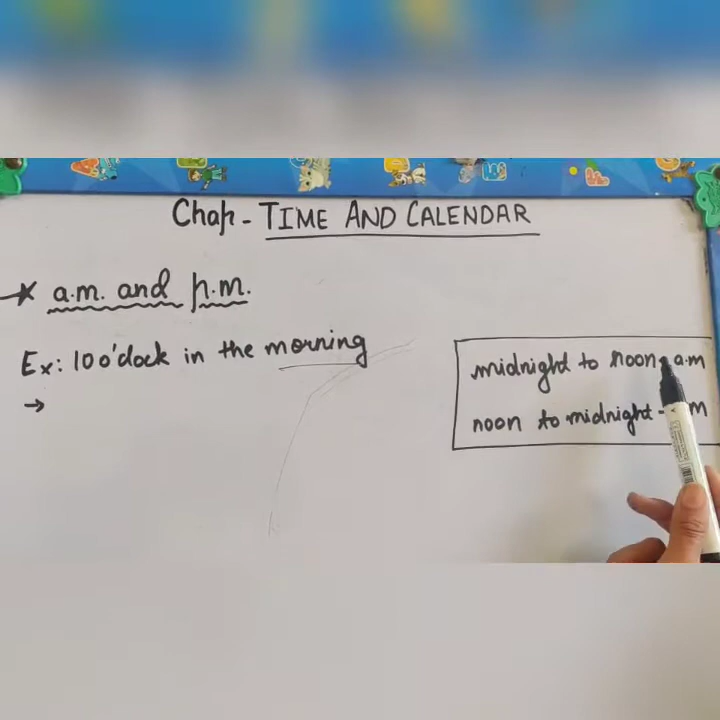 Chap - TIME AND CALENDAR
a.m. and p.m.
Ex: 10 o'clock in the morning
→
midnight to noon - a.m
noon to midnight - m